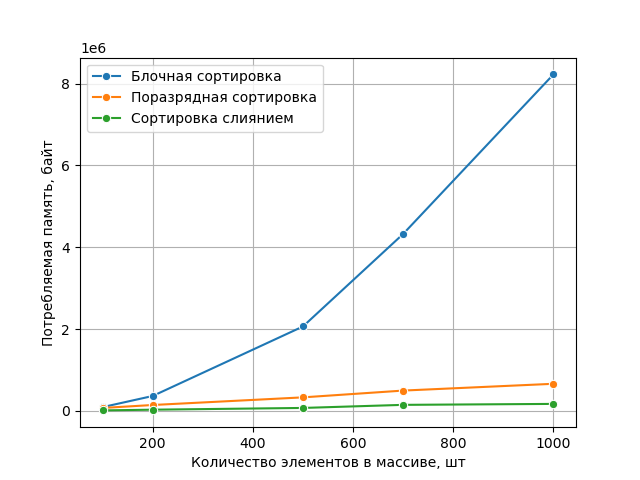 1e6
Блочная сортировка
Поразрядная сортировка
Сортировка слиянием
8
6
4
2
0
Потребляемая память, байт
200 400 600 800 1000
Количество элементов в массиве, шт